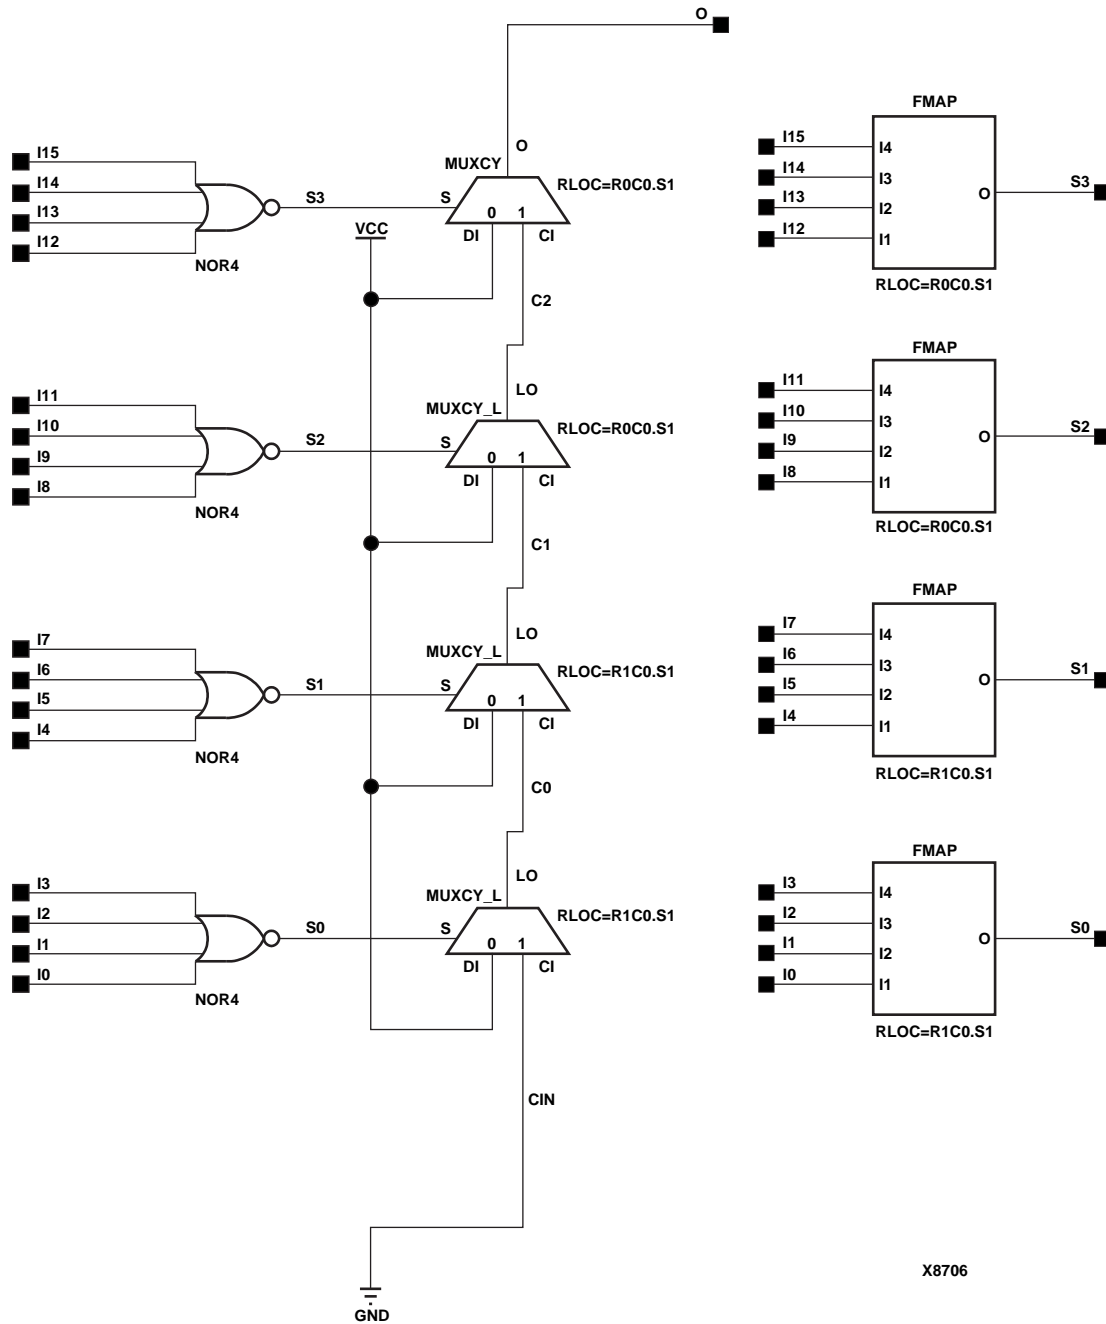 O
FMAP
I15
I14
I13
I12
NOR4
S3
VCC
MUXCY
O
RLOC=R0C0.S1
S
0 1
DI
CI
C2
I15
I14
I13
I12
I4
I3
I2
I1
O
S3
RLOC=R0C0.S1
I11
I10
I9
I8
NOR4
S2
LO
MUXCY_L
RLOC=R0C0.S1
S
0 1
DI
CI
C1
FMAP
I11
I10
I9
I8
I4
I3
I2
I1
O
S2
RLOC=R0C0.S1
I7
I6
I5
I4
NOR4
S1
LO
MUXCY_L
RLOC=R1C0.S1
S
0 1
DI
CI
C0
FMAP
I7
I6
I5
I4
I4
I3
I2
I1
O
S1
RLOC=R1C0.S1
I3
I2
I1
I0
NOR4
S0
LO
MUXCY_L
RLOC=R1C0.S1
S
0 1
DI
CI
CIN
FMAP
I3
I2
I1
I0
I4
I3
I2
I1
O
S0
RLOC=R1C0.S1
GND
X8706